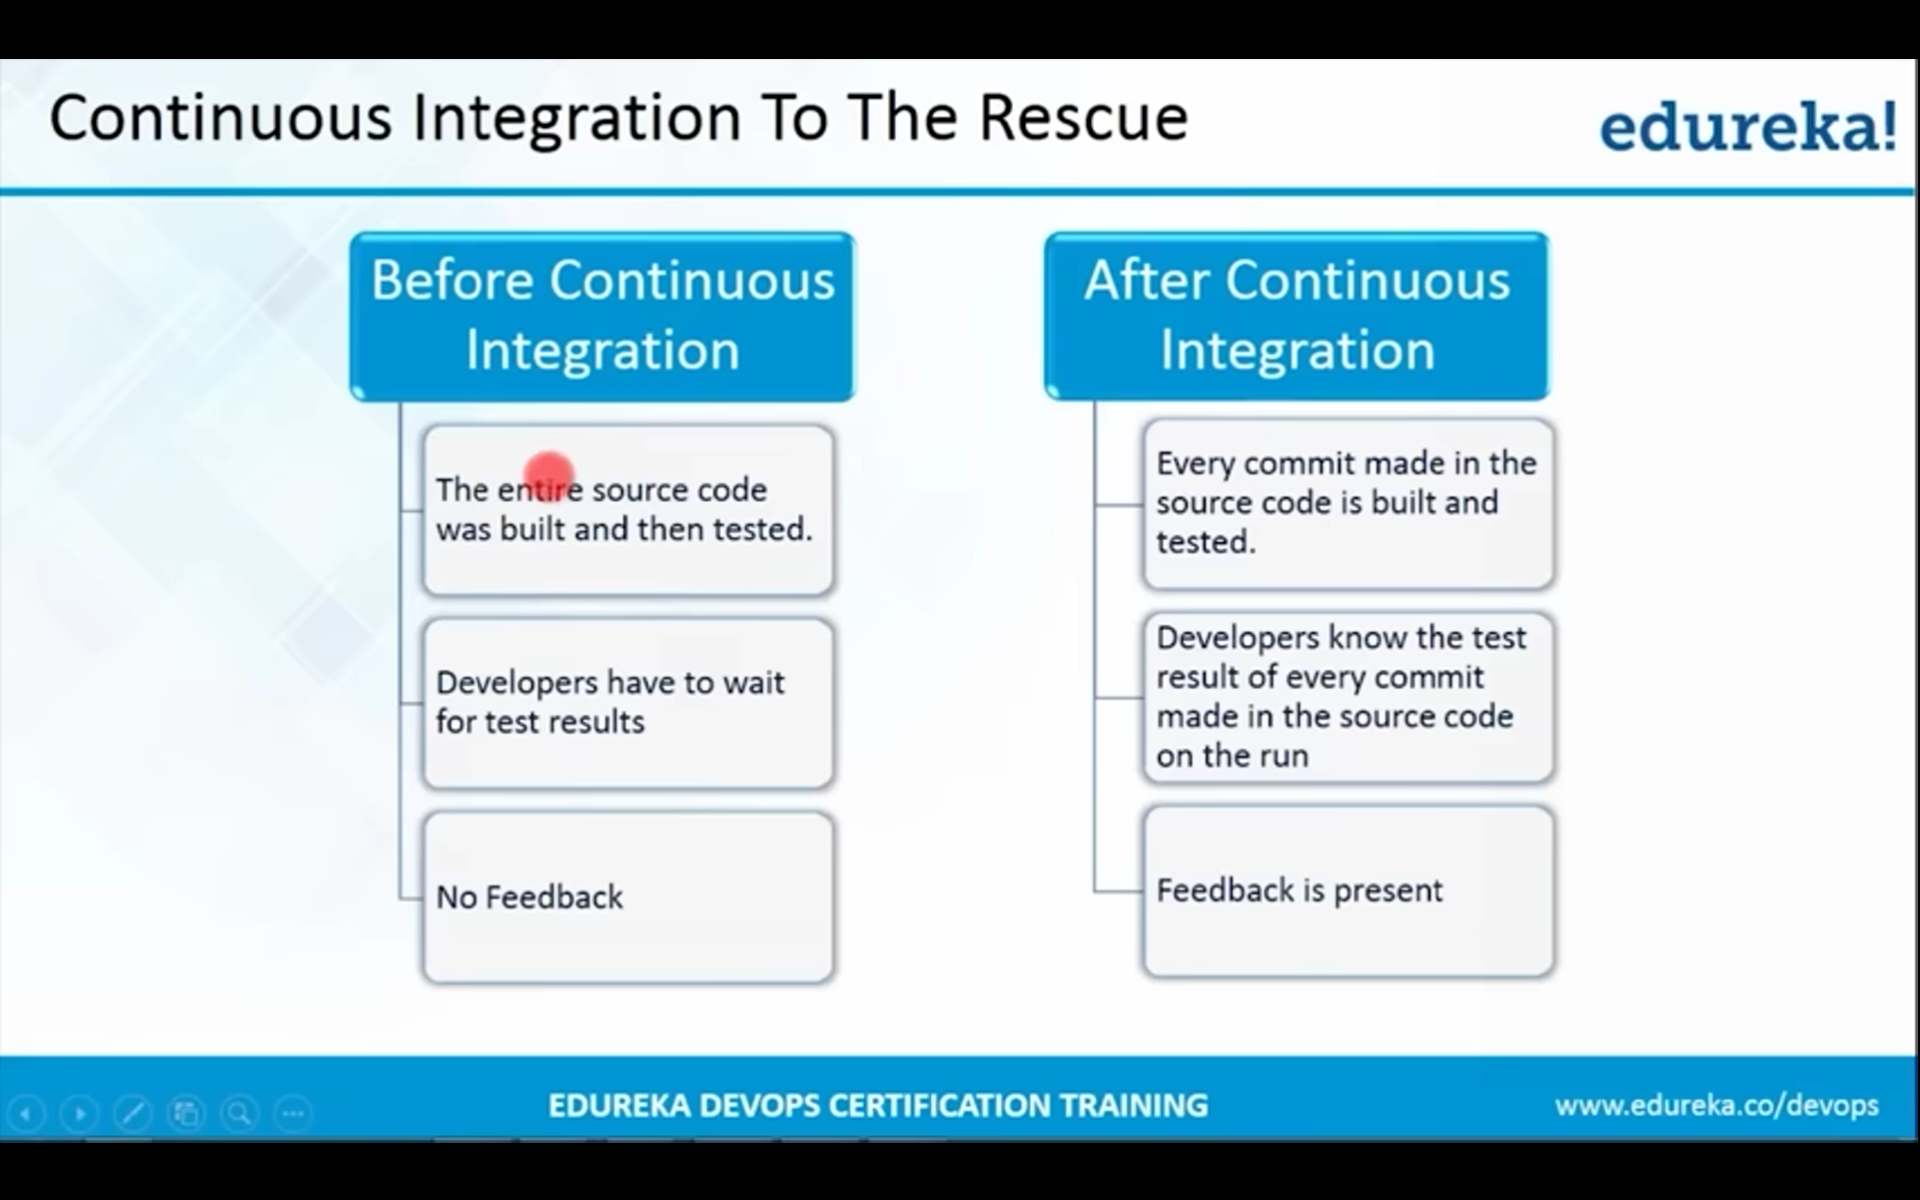 Continuous Integration To The Rescue
edureka!
Before Continuous
Integration
The entire source code
was built and then tested.
Developers have to wait
for test results
No Feedback
After Continuous
Integration
Every commit made in the
source code is built and
tested.
Developers know the test
result of every commit
made in the source code
on the run
Feedback is present
EDUREKA DEVOPS CERTIFICATION TRAINING
www.edureka.co/devops